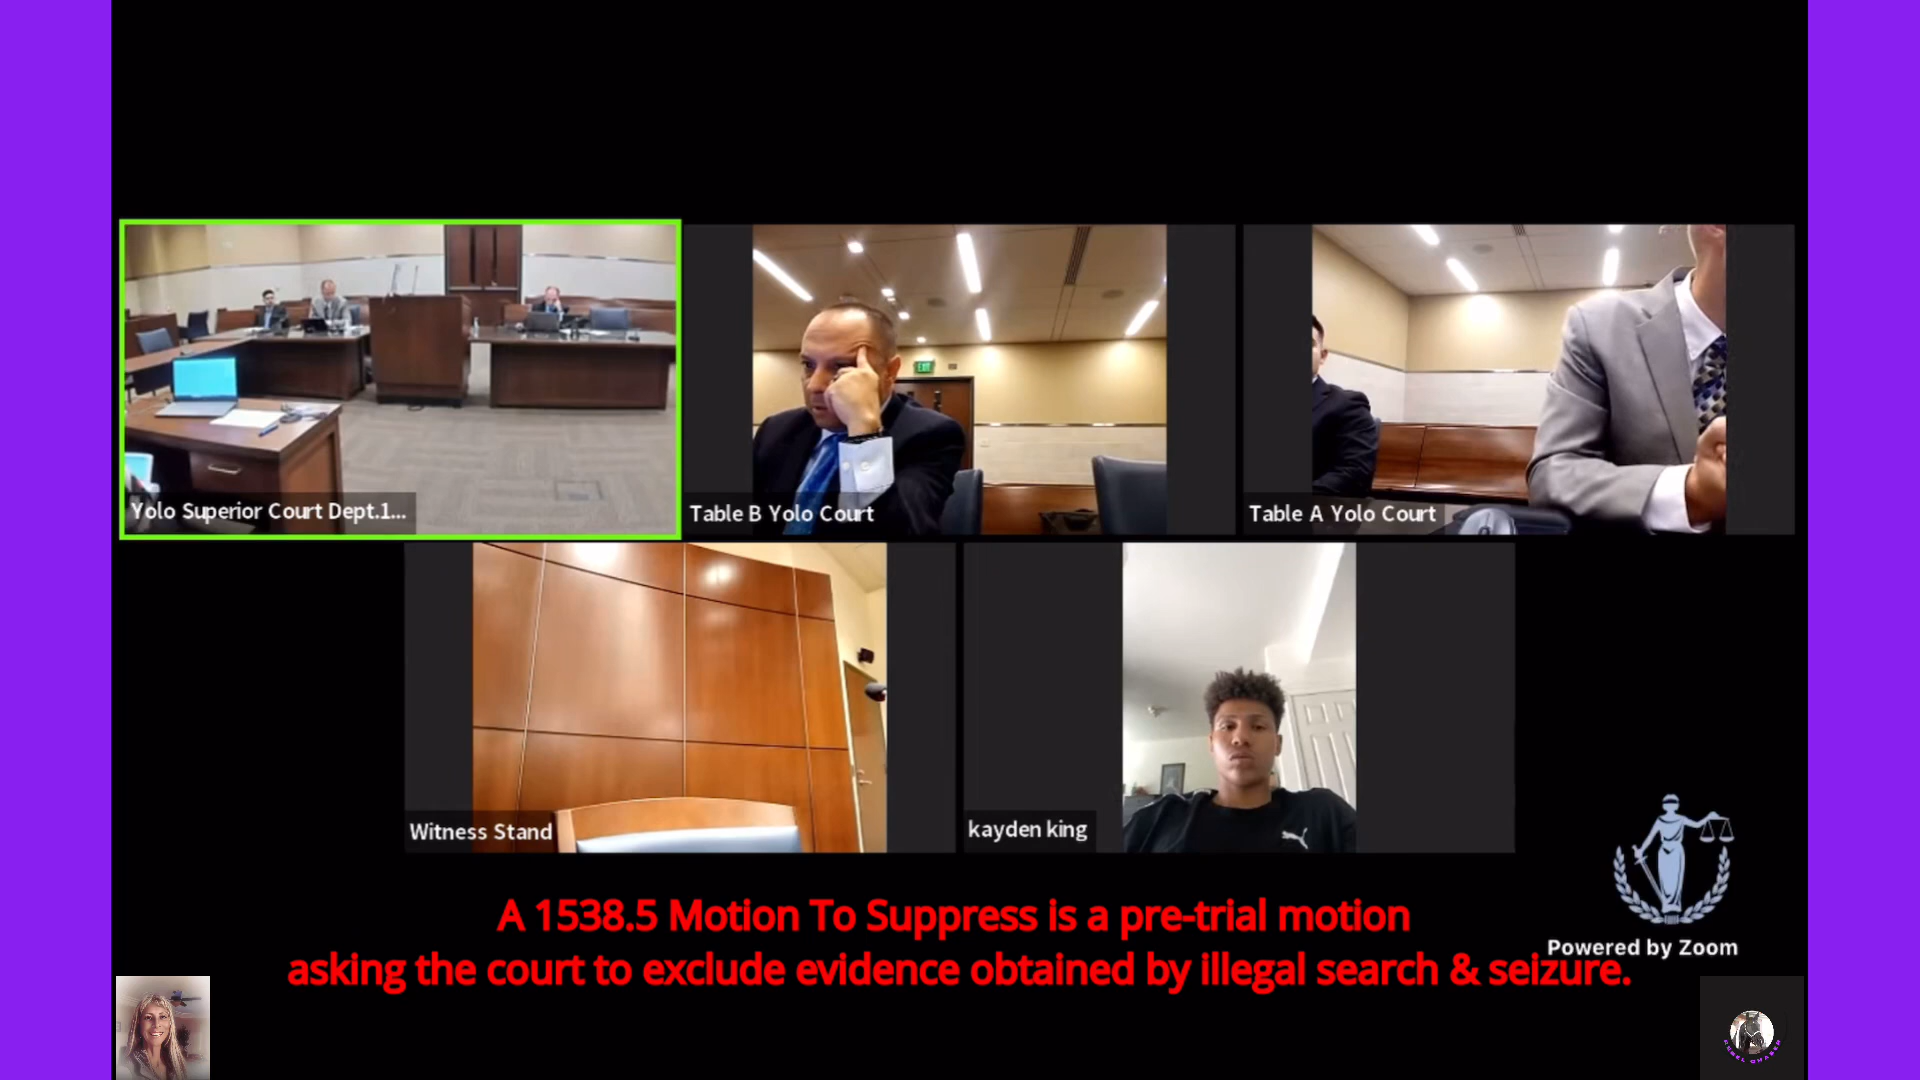 Yolo Superior Court Dept.1...
Table B Yolo Court
Table A Yolo Court
EXIT
Witness Stand
kayden king
A 1538.5 Motion To Suppress is a pre-trial motion
asking the court to exclude evidence obtained by illegal search & seizure.
Powered by Zoom